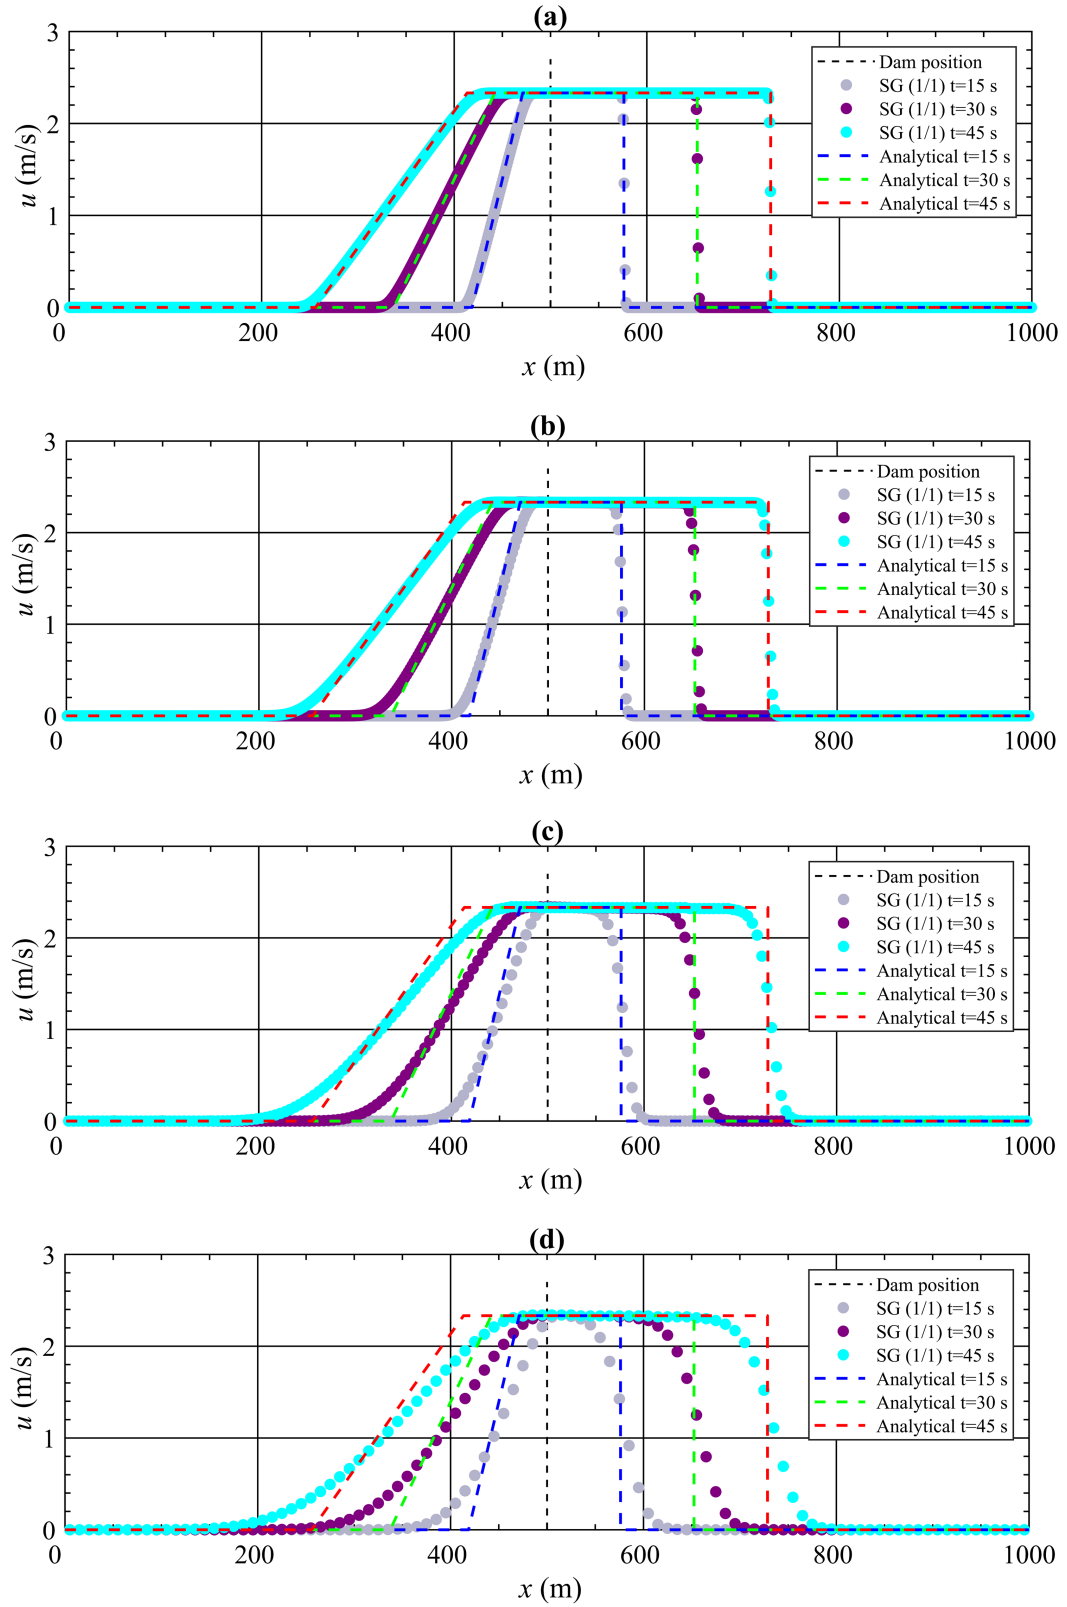 (a)
3
2
1
0
u (m/s)
Dam position
SG (1/1) t=15 s
SG (1/1) t=30 s
SG (1/1) t=45 s
Analytical t=15 s
Analytical t=30 s
Analytical t=45 s
0 200 400 600 800 1000
x (m)
(b)
3
2
1
0
u (m/s)
Dam position
SG (1/1) t=15 s
SG (1/1) t=30 s
SG (1/1) t=45 s
Analytical t=15 s
Analytical t=30 s
Analytical t=45 s
0 200 400 600 800 1000
x (m)
(c)
3
2
1
0
u (m/s)
Dam position
SG (1/1) t=15 s
SG (1/1) t=30 s
SG (1/1) t=45 s
Analytical t=15 s
Analytical t=30 s
Analytical t=45 s
0 200 400 600 800 1000
x (m)
(d)
3
2
1
0
u (m/s)
Dam position
SG (1/1) t=15 s
SG (1/1) t=30 s
SG (1/1) t=45 s
Analytical t=15 s
Analytical t=30 s
Analytical t=45 s
0 200 400 600 800 1000
x (m)